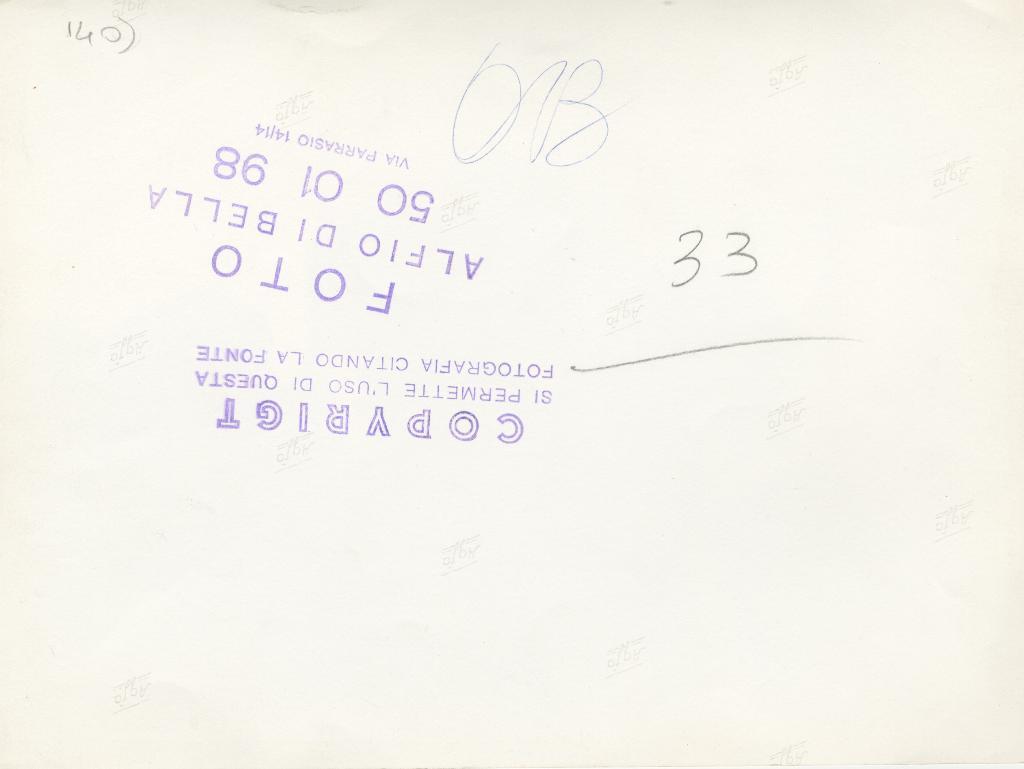 140)
33
COPYRIGT
SI PERMETTE L'USO DI QUESTA
FOTOGRAFIA CITANDO LA FONTE
FOTO
ALFIO DI BELLA
50 01 98
VIA PARRASIO 14/14